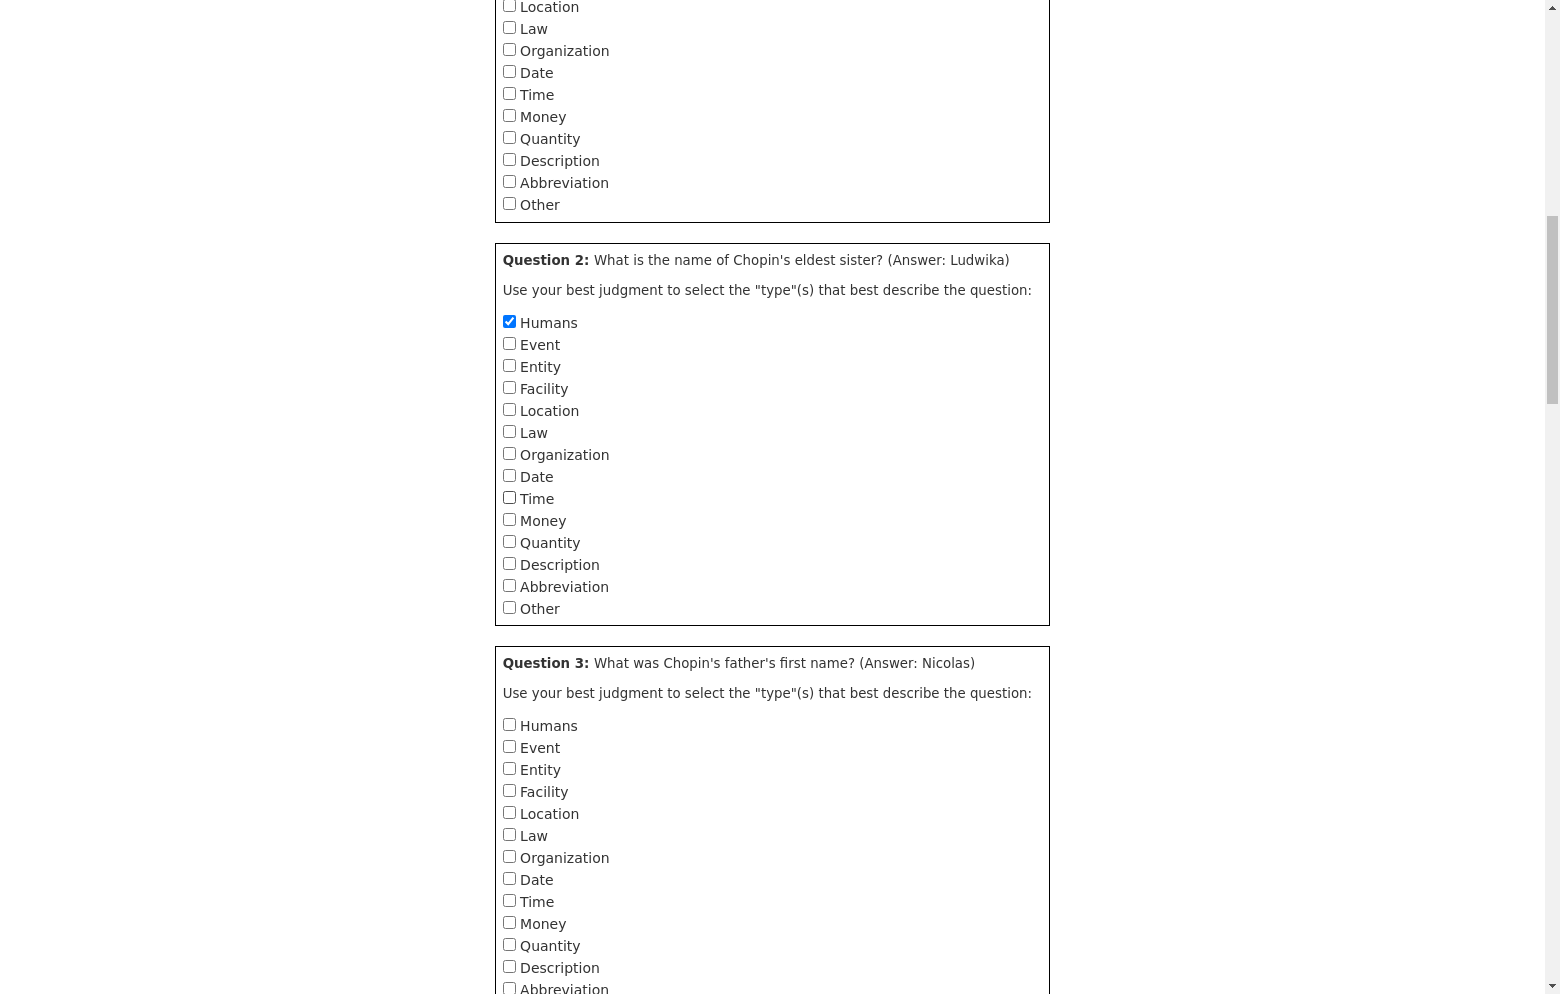 Location
Law
Organization
Date
Time
Money
Quantity
Description
Abbreviation
Other
Question 2: What is the name of Chopin's eldest sister? (Answer: Ludwika)
Use your best judgment to select the "type"(s) that best describe the question:
Humans
Event
Entity
Facility
Location
Law
Organization
Date
Time
Money
Quantity
Description
Abbreviation
Other
Question 3: What was Chopin's father's first name? (Answer: Nicolas)
Use your best judgment to select the "type"(s) that best describe the question:
Humans
Event
Entity
Facility
Location
Law
Organization
Date
Time
Money
Quantity
Description
Abbreviation